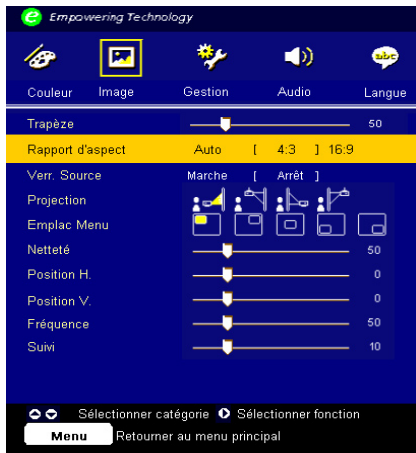 e Empowering Technology
abc
Couleur Image Gestion Audio Langue
Trapèze 50
Rapport d'aspect Auto [ 4:3 ] 16:9
Verr. Source Marche [ Arrêt ]
Projection
Emplac Menu
Netteté 50
Position H. 0
Position V. 0
Fréquence 50
Suivi 10
Sélectionner catégorie Sélectionner fonction
Menu Retourner au menu principal